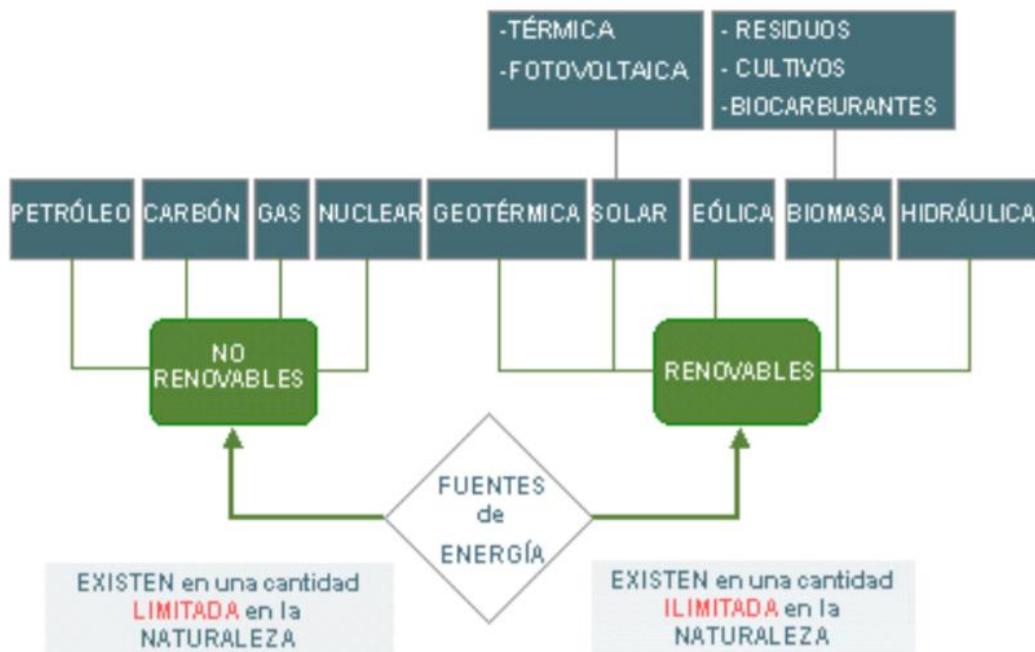 -TÉRMICA
-FOTOVOLTAICA
- RESIDUOS
- CULTIVOS
-BIOCARBURANTES
PETRÓLEO
CARBÓN
GAS
NUCLEAR
GEOTÉRMICA
SOLAR
EÓLICA
BIOMASA
HIDRÁULICA
NO
RENOVABLES
RENOVABLES
FUENTES
de
ENERGÍA
EXISTEN en una cantidad
LIMITADA en la
NATURALEZA
EXISTEN en una cantidad
ILIMITADA en la
NATURALEZA